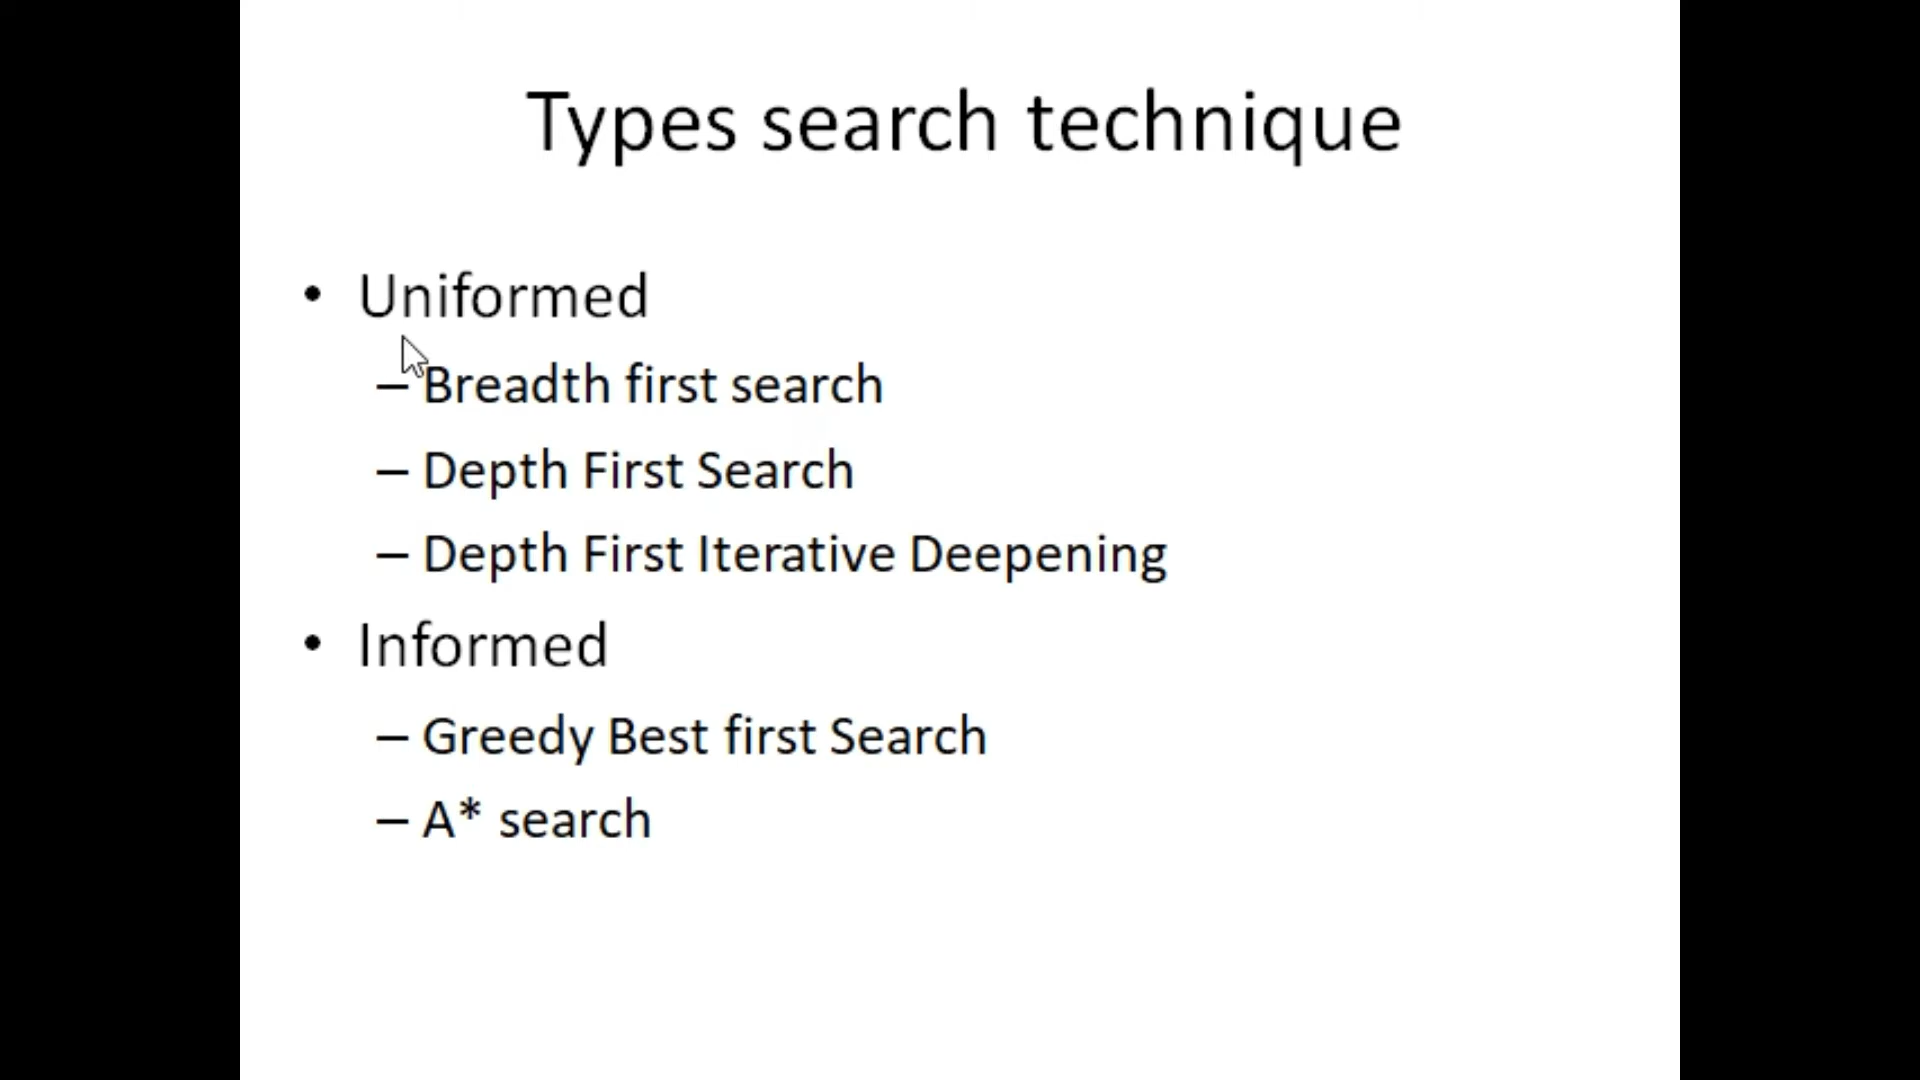 Types search technique
• Uniformed
– Breadth first search
– Depth First Search
– Depth First Iterative Deepening
• Informed
– Greedy Best first Search
– A* search